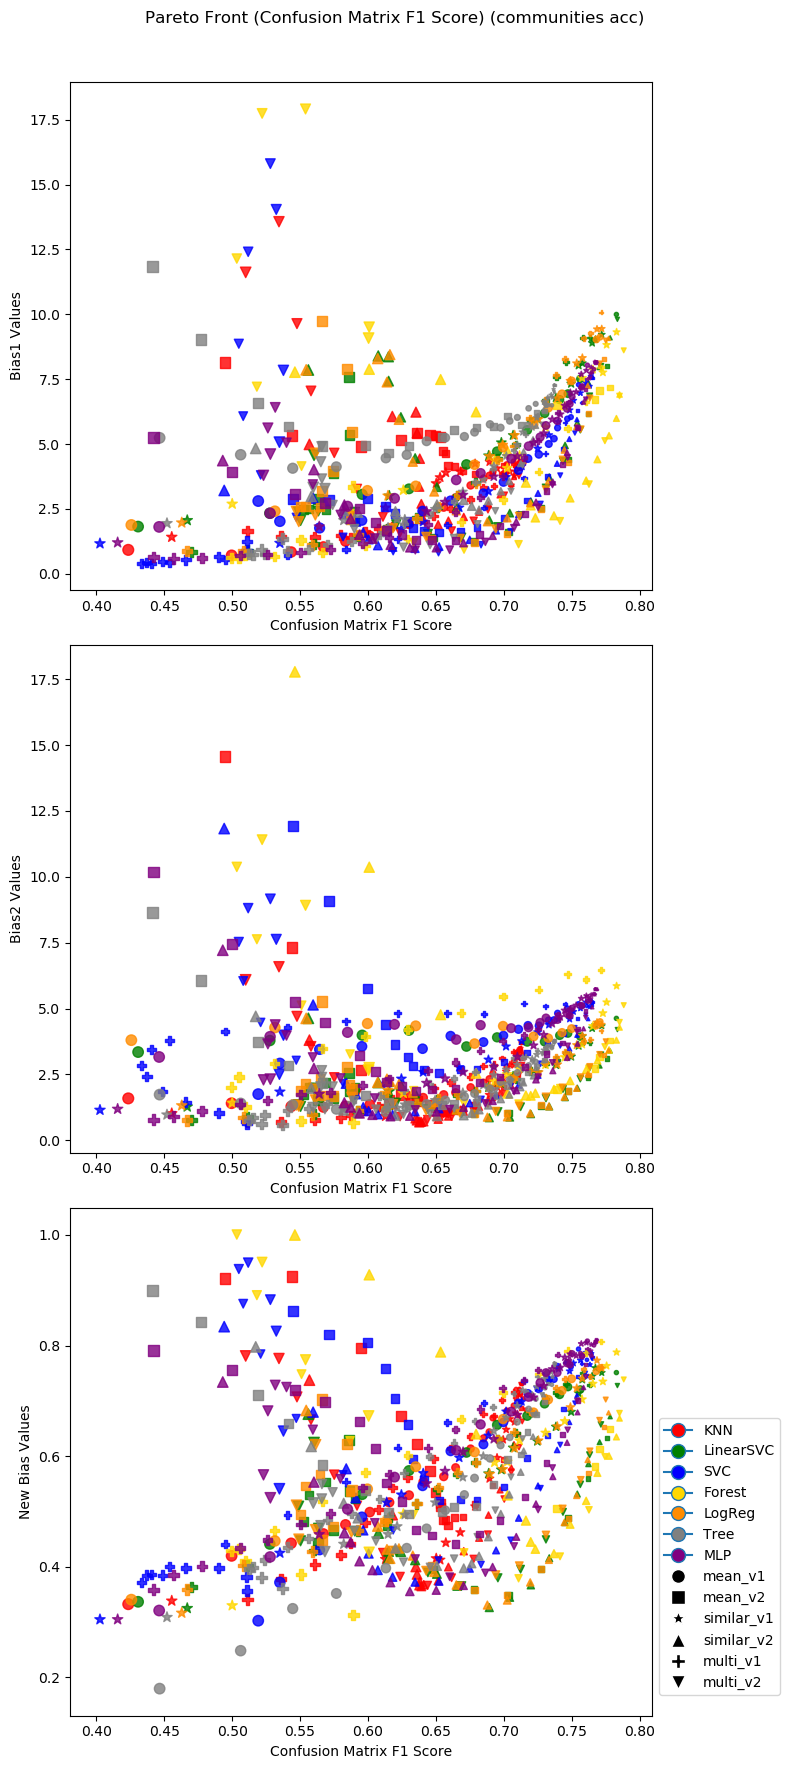 Pareto Front (Confusion Matrix F1 Score) (communities acc)
17.5
15.0
12.5
10.0
7.5
5.0
2.5
0.0
Bias1 Values
0.40 0.45 0.50 0.55 0.60 0.65 0.70 0.75 0.80
Confusion Matrix F1 Score
17.5
15.0
12.5
10.0
7.5
5.0
2.5
0.0
Bias2 Values
0.40 0.45 0.50 0.55 0.60 0.65 0.70 0.75 0.80
Confusion Matrix F1 Score
1.0
0.8
0.6
0.4
0.2
New Bias Values
0.40 0.45 0.50 0.55 0.60 0.65 0.70 0.75 0.80
Confusion Matrix F1 Score
KNN
LinearSVC
SVC
Forest
LogReg
Tree
MLP
mean_v1
mean_v2
similar_v1
similar_v2
multi_v1
multi_v2